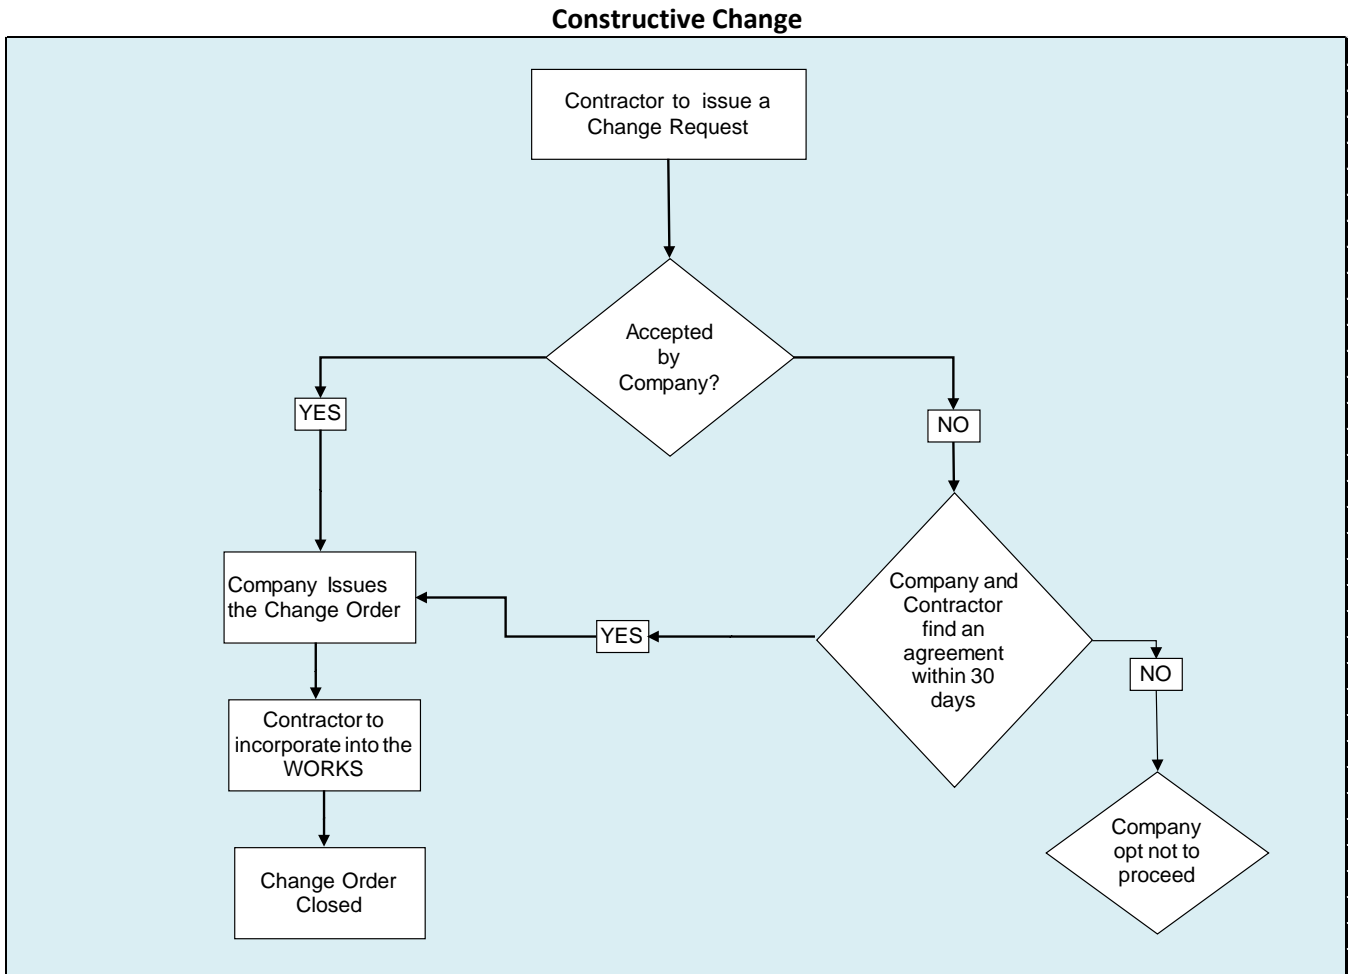 Constructive Change
Contractor to issue a
Change Request
Accepted
by
Company?
YES
NO
Company Issues
the Change Order
YES
Company and
Contractor
find an
agreement
within 30
days
NO
Contractor to
incorporate into the
WORKS
Company
opt not to
proceed
Change Order
Closed